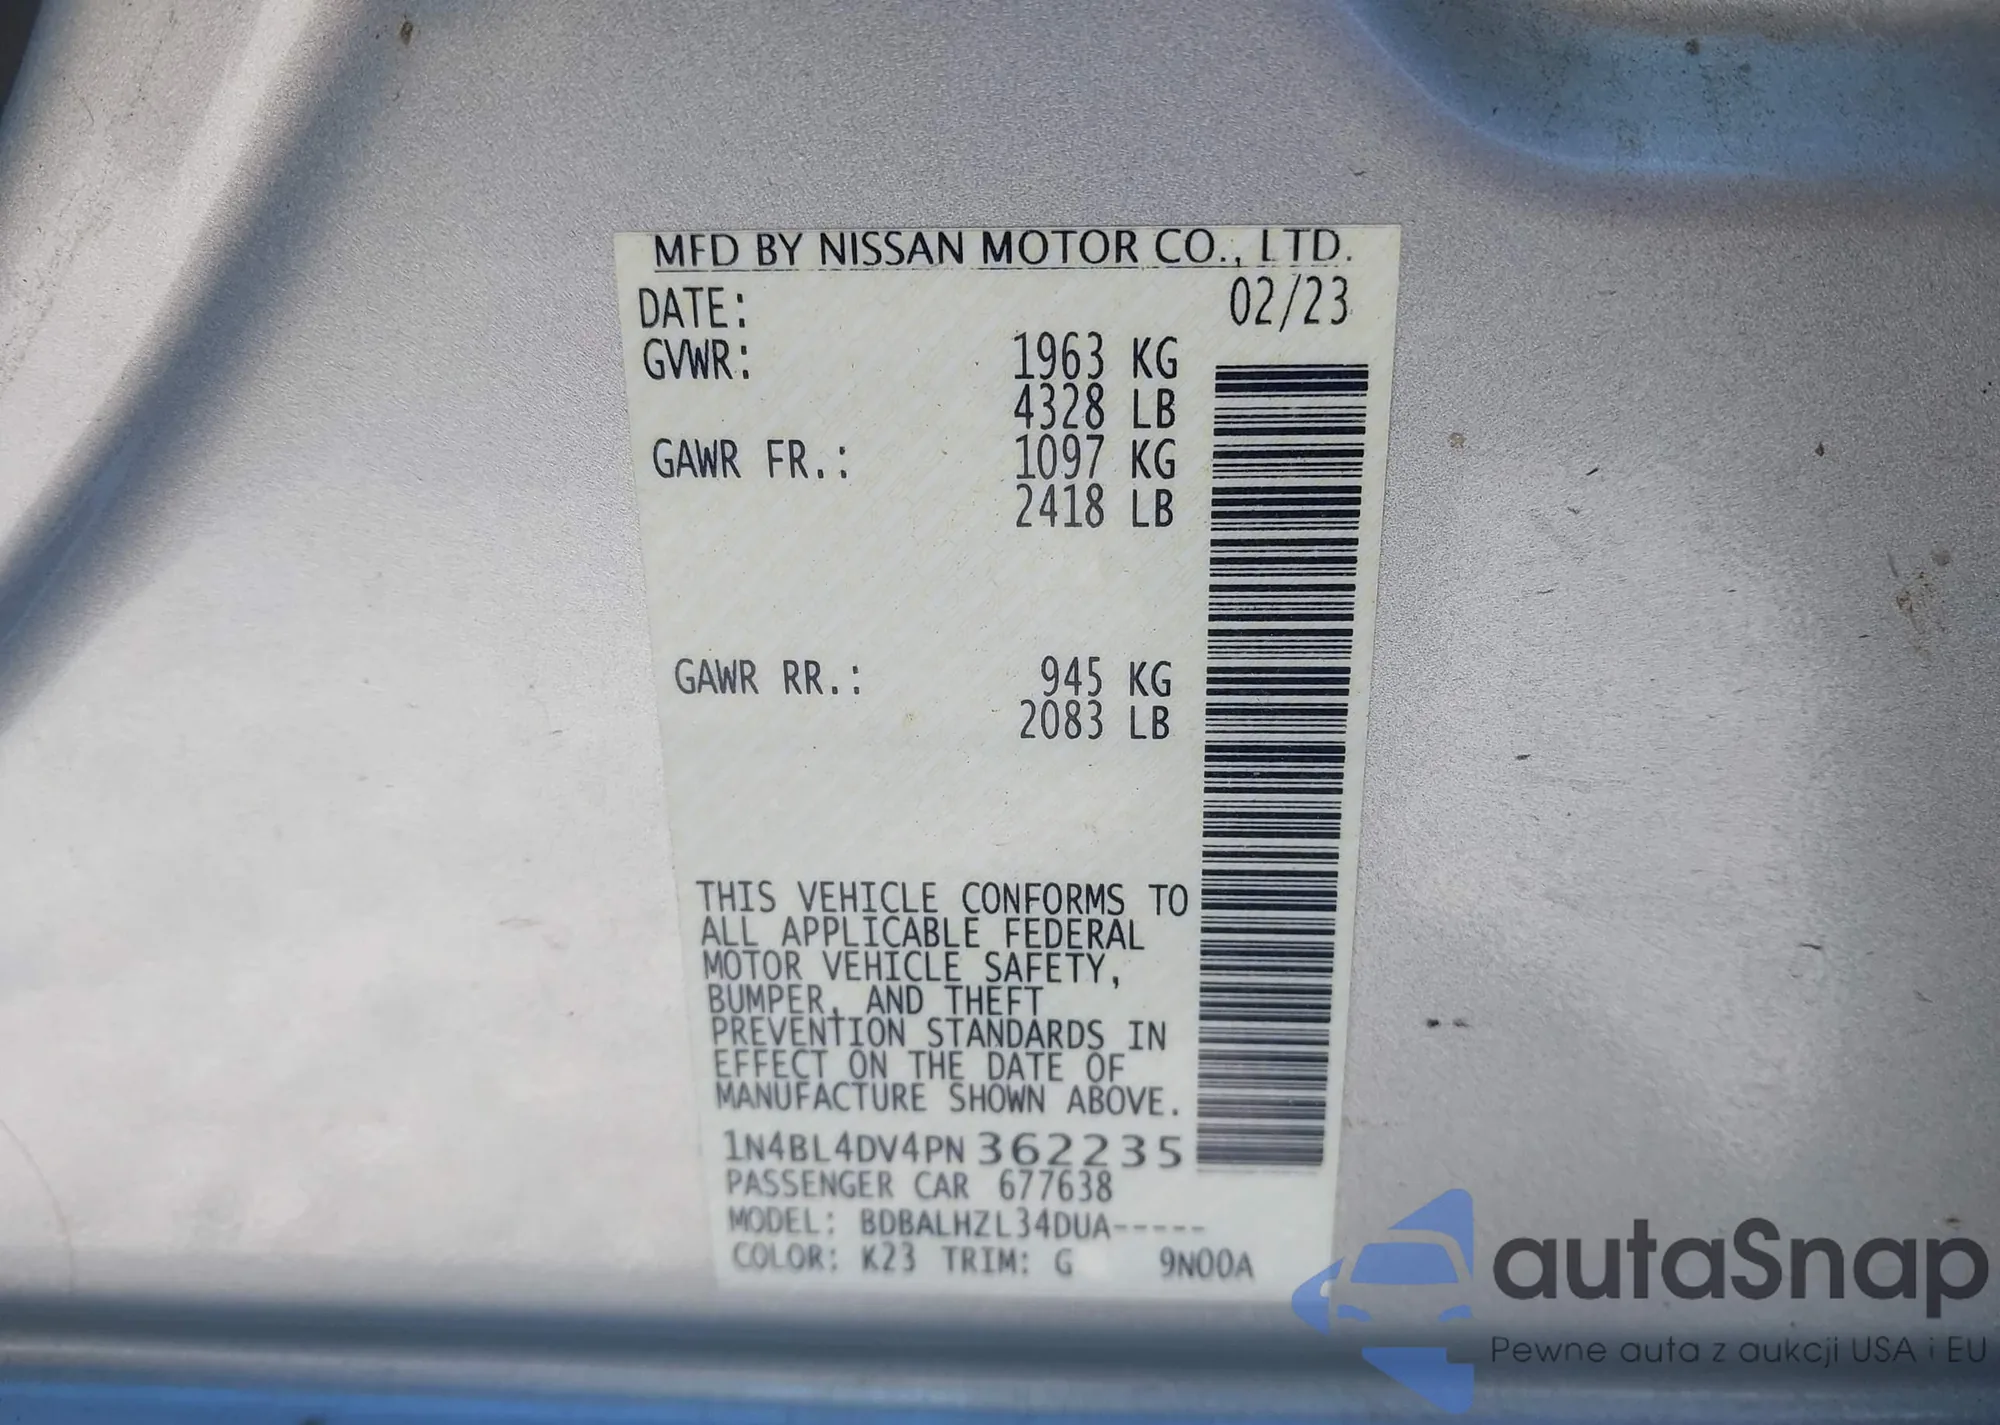 MFD BY NISSAN MOTOR CO., LTD.
DATE: 02/23
GVWR: 1963 KG
4328 LB
GAWR FR.: 1097 KG
2418 LB
GAWR RR.: 945 KG
2083 LB
THIS VEHICLE CONFORMS TO
ALL APPLICABLE FEDERAL
MOTOR VEHICLE SAFETY,
BUMPER, AND THEFT
PREVENTION STANDARDS IN
EFFECT ON THE DATE OF
MANUFACTURE SHOWN ABOVE.
1N4BL4DV4PN362235
PASSENGER CAR 677638
MODEL: BDBALHZL34DUA-----
COLOR: K23 TRIM: G 9N00A
autoSnap
Pewne auta z aukcji USA i EU